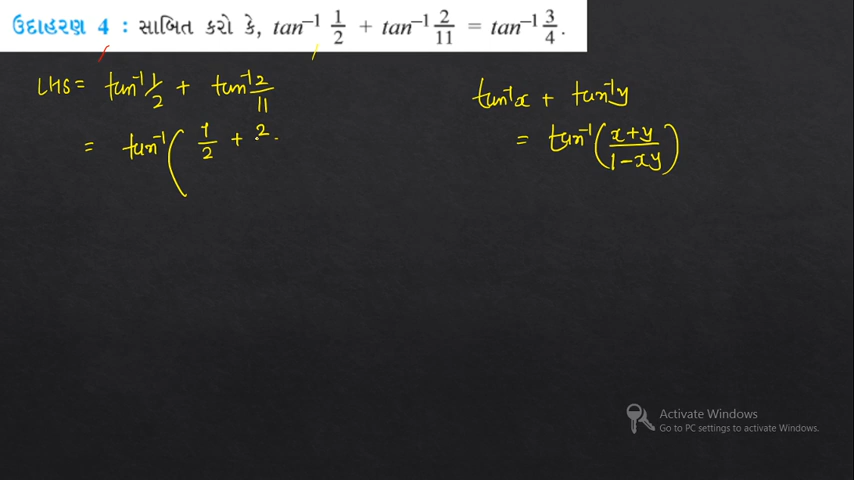 ઉદાહરણ 4 : સાબિત કરો કે, tan⁻¹ 1/2 + tan⁻¹ 2/11 = tan⁻¹ 3/4.
LHS = tan⁻¹ 1/2 + tan⁻¹ 2/11
= tan⁻¹ ( 1/2 + 2
tan⁻¹x + tan⁻¹y
= tan⁻¹ ( x+y / 1-xy )
Activate Windows
Go to PC settings to activate Windows.